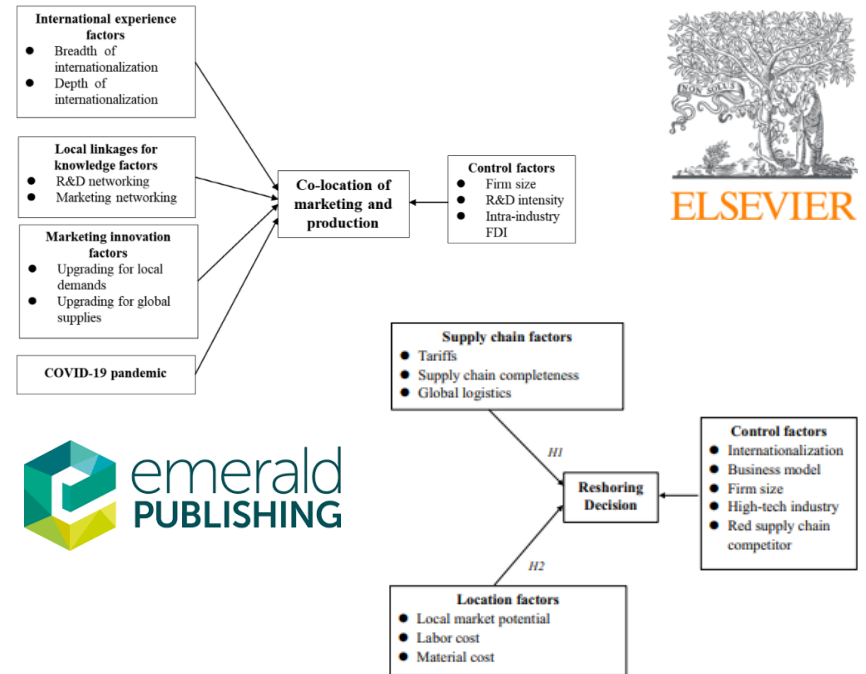 International experience
factors
● Breadth of
internationalization
● Depth of
internationalization
Local linkages for
knowledge factors
● R&D networking
● Marketing networking
Marketing innovation
factors
● Upgrading for local
demands
● Upgrading for global
supplies
COVID-19 pandemic
Co-location of
marketing and
production
Control factors
● Firm size
● R&D intensity
● Intra-industry
FDI
NON SOLUS
ELSEVIER
emerald
PUBLISHING
Supply chain factors
● Tariffs
● Supply chain completeness
● Global logistics
H1
Reshoring
Decision
H2
Location factors
● Local market potential
● Labor cost
● Material cost
Control factors
● Internationalization
● Business model
● Firm size
● High-tech industry
● Red supply chain
competitor